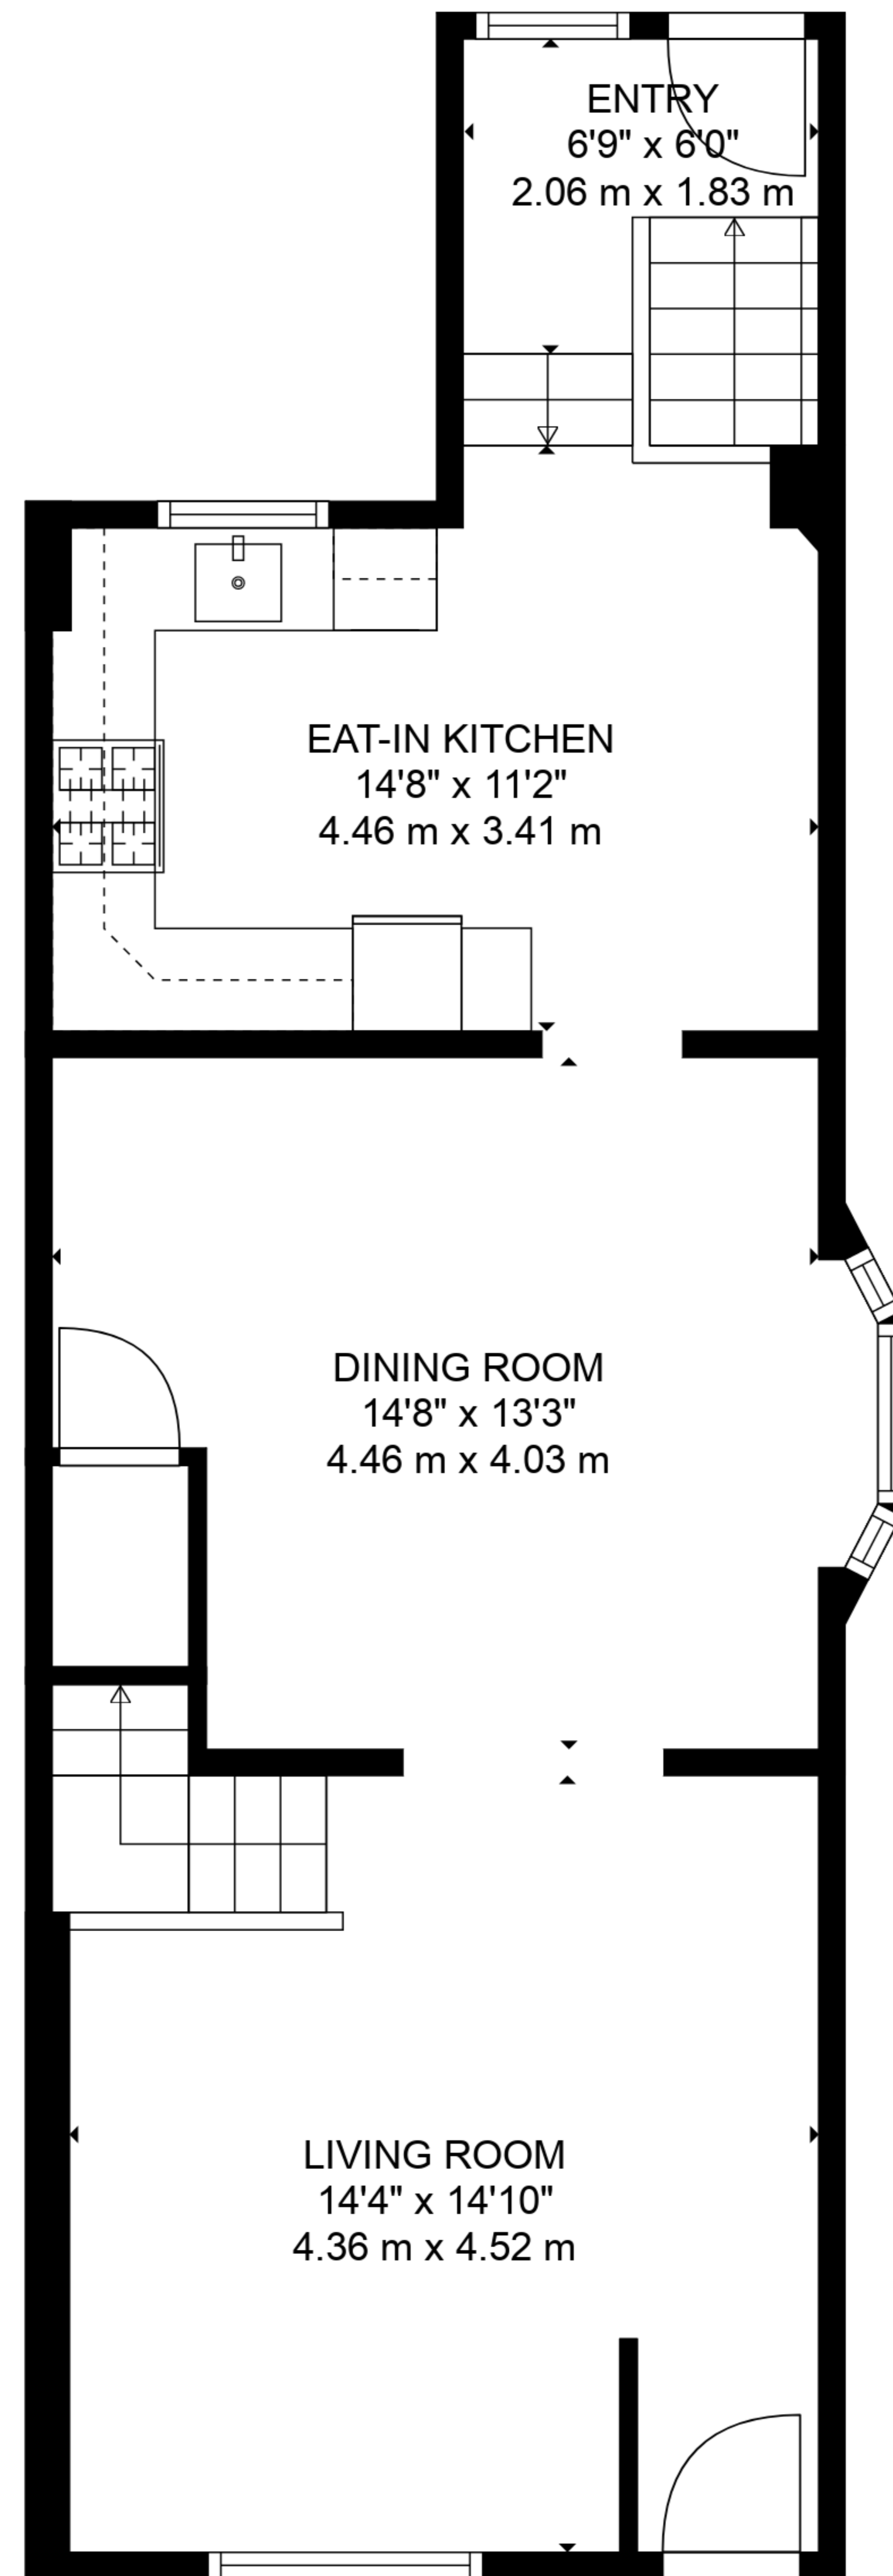 ENTRY
6'9" x 6'0"
2.06 m x 1.83 m
EAT-IN KITCHEN
14'8" x 11'2"
4.46 m x 3.41 m
DINING ROOM
14'8" x 13'3"
4.46 m x 4.03 m
LIVING ROOM
14'4" x 14'10"
4.36 m x 4.52 m